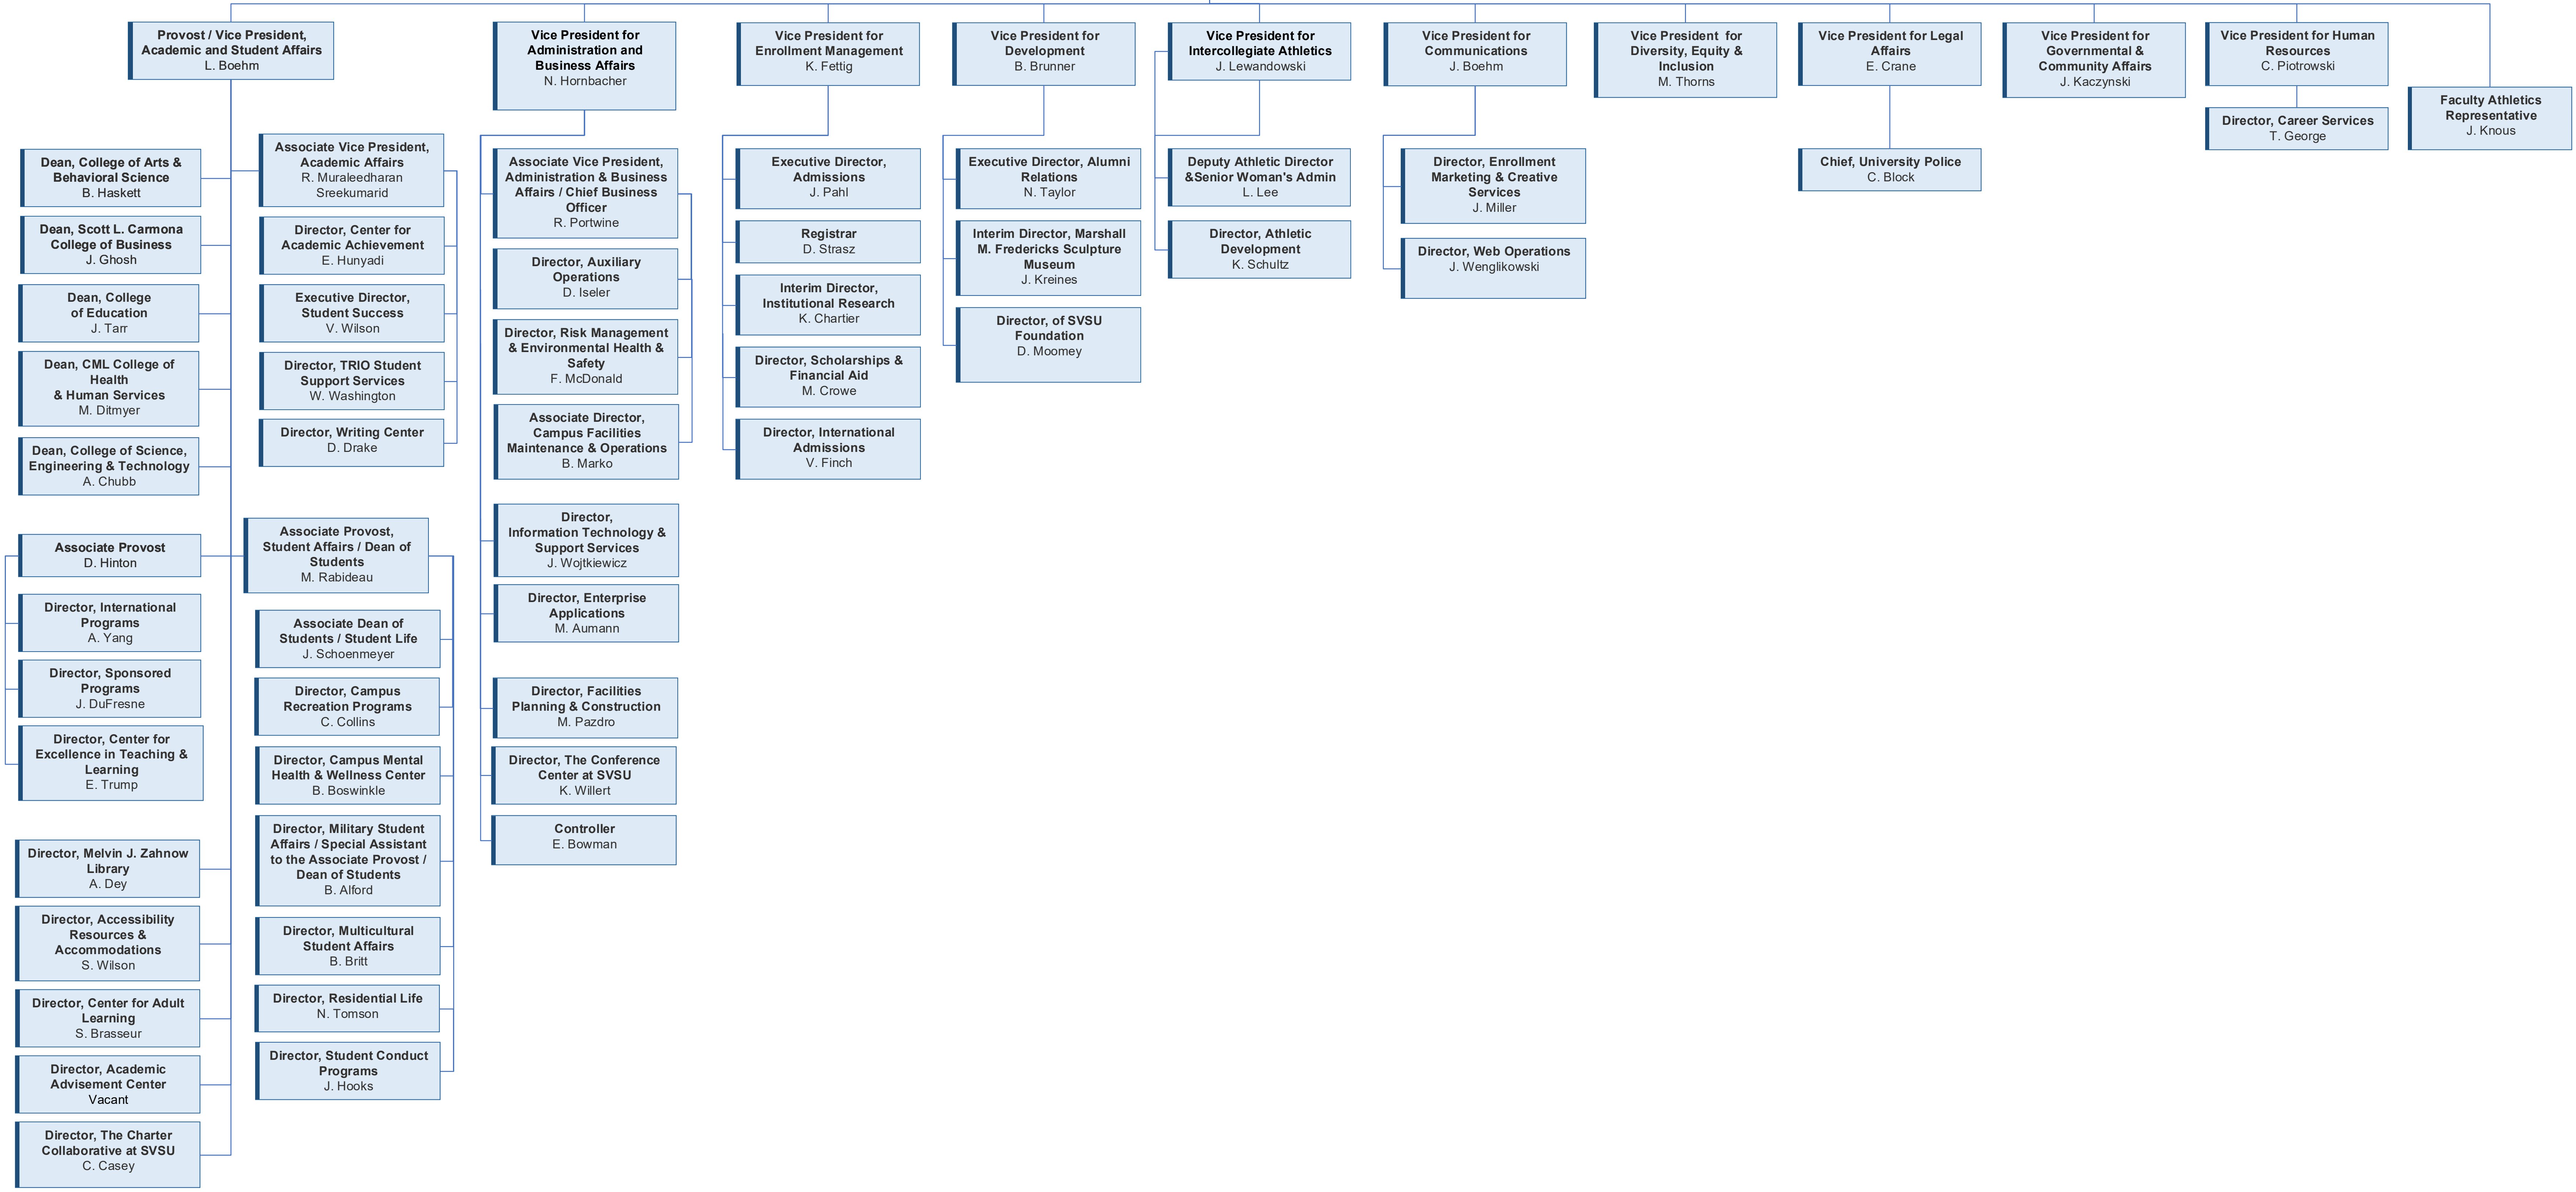 Provost / Vice President,
Academic and Student Affairs
L. Boehm
Vice President for
Administration and
Business Affairs
N. Hornbacher
Vice President for
Enrollment Management
K. Fettig
Vice President for
Development
B. Brunner
Vice President for
Intercollegiate Athletics
J. Lewandowski
Vice President for
Communications
J. Boehm
Vice President for
Diversity, Equity &
Inclusion
M. Thorns
Vice President for Legal
Affairs
E. Crane
Vice President for
Governmental &
Community Affairs
J. Kaczynski
Vice President for Human
Resources
C. Piotrowski
Director, Career Services
T. George
Faculty Athletics
Representative
J. Knous
Dean, College of Arts &
Behavioral Science
B. Haskett
Dean, Scott L. Carmona
College of Business
J. Ghosh
Dean, College
of Education
J. Tarr
Dean, CML College of
Health
& Human Services
M. Ditmyer
Dean, College of Science,
Engineering & Technology
A. Chubb
Associate Provost
D. Hinton
Director, International
Programs
A. Yang
Director, Sponsored
Programs
J. DuFresne
Director, Center for
Excellence in Teaching &
Learning
E. Trump
Director, Melvin J. Zahnow
Library
A. Dey
Director, Accessibility
Resources &
Accommodations
S. Wilson
Director, Center for Adult
Learning
S. Brasseur
Director, Academic
Advisement Center
Vacant
Director, The Charter
Collaborative at SVSU
C. Casey
Associate Vice President,
Academic Affairs
R. Muraleedharan
Sreekumarid
Director, Center for
Academic Achievement
E. Hunyadi
Executive Director,
Student Success
V. Wilson
Director, TRIO Student
Support Services
W. Washington
Director, Writing Center
D. Drake
Associate Provost,
Student Affairs / Dean of
Students
M. Rabideau
Associate Dean of
Students / Student Life
J. Schoenmeyer
Director, Campus
Recreation Programs
C. Collins
Director, Campus Mental
Health & Wellness Center
B. Boswinkle
Director, Military Student
Affairs / Special Assistant
to the Associate Provost /
Dean of Students
B. Alford
Director, Multicultural
Student Affairs
B. Britt
Director, Residential Life
N. Tomson
Director, Student Conduct
Programs
J. Hooks
Associate Vice President,
Administration & Business
Affairs / Chief Business
Officer
R. Portwine
Director, Auxiliary
Operations
D. Iseler
Director, Risk Management
& Environmental Health &
Safety
F. McDonald
Associate Director,
Campus Facilities
Maintenance & Operations
B. Marko
Director,
Information Technology &
Support Services
J. Wojtkiewicz
Director, Enterprise
Applications
M. Aumann
Director, Facilities
Planning & Construction
M. Pazdro
Director, The Conference
Center at SVSU
K. Willert
Controller
E. Bowman
Executive Director,
Admissions
J. Pahl
Registrar
D. Strasz
Interim Director,
Institutional Research
K. Chartier
Director, Scholarships &
Financial Aid
M. Crowe
Director, International
Admissions
V. Finch
Executive Director, Alumni
Relations
N. Taylor
Interim Director, Marshall
M. Fredericks Sculpture
Museum
J. Kreines
Director, of SVSU
Foundation
D. Moomey
Deputy Athletic Director
&Senior Woman's Admin
L. Lee
Director, Athletic
Development
K. Schultz
Director, Enrollment
Marketing & Creative
Services
J. Miller
Director, Web Operations
J. Wenglikowski
Chief, University Police
C. Block